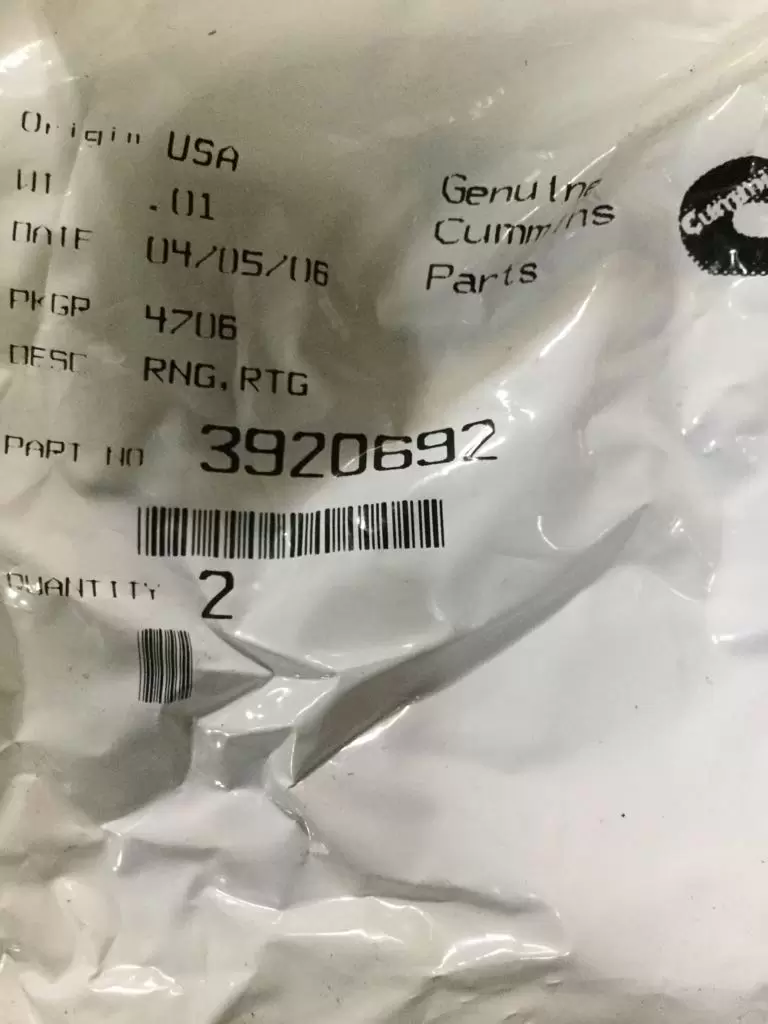 Origin USA
WT .01
DATE 04/05/06
PKGP 4706
DESC RNG, RTG
PART NO 3920692
QUANTITY 2
Genuine
Cummins
Parts
Cummins